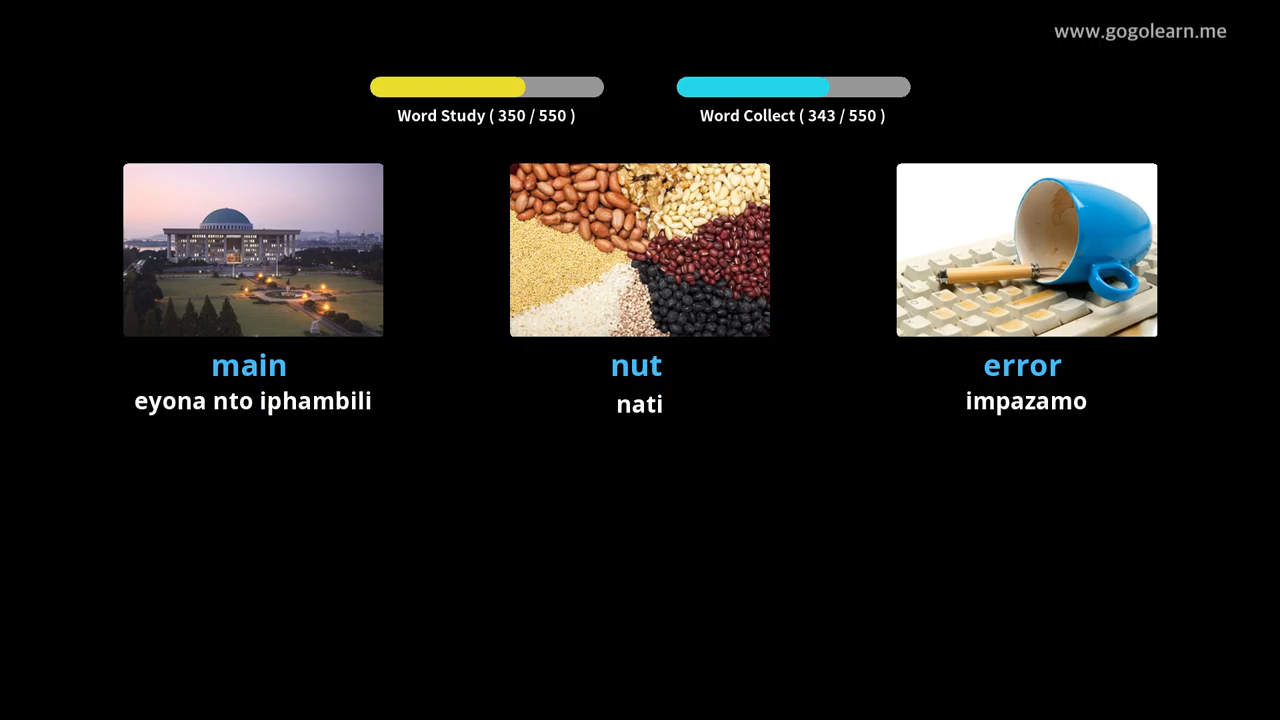 www.gogolearn.me
Word Study ( 350 / 550 )
Word Collect ( 343 / 550 )
main
eyona nto iphambili
nut
nati
error
impazamo